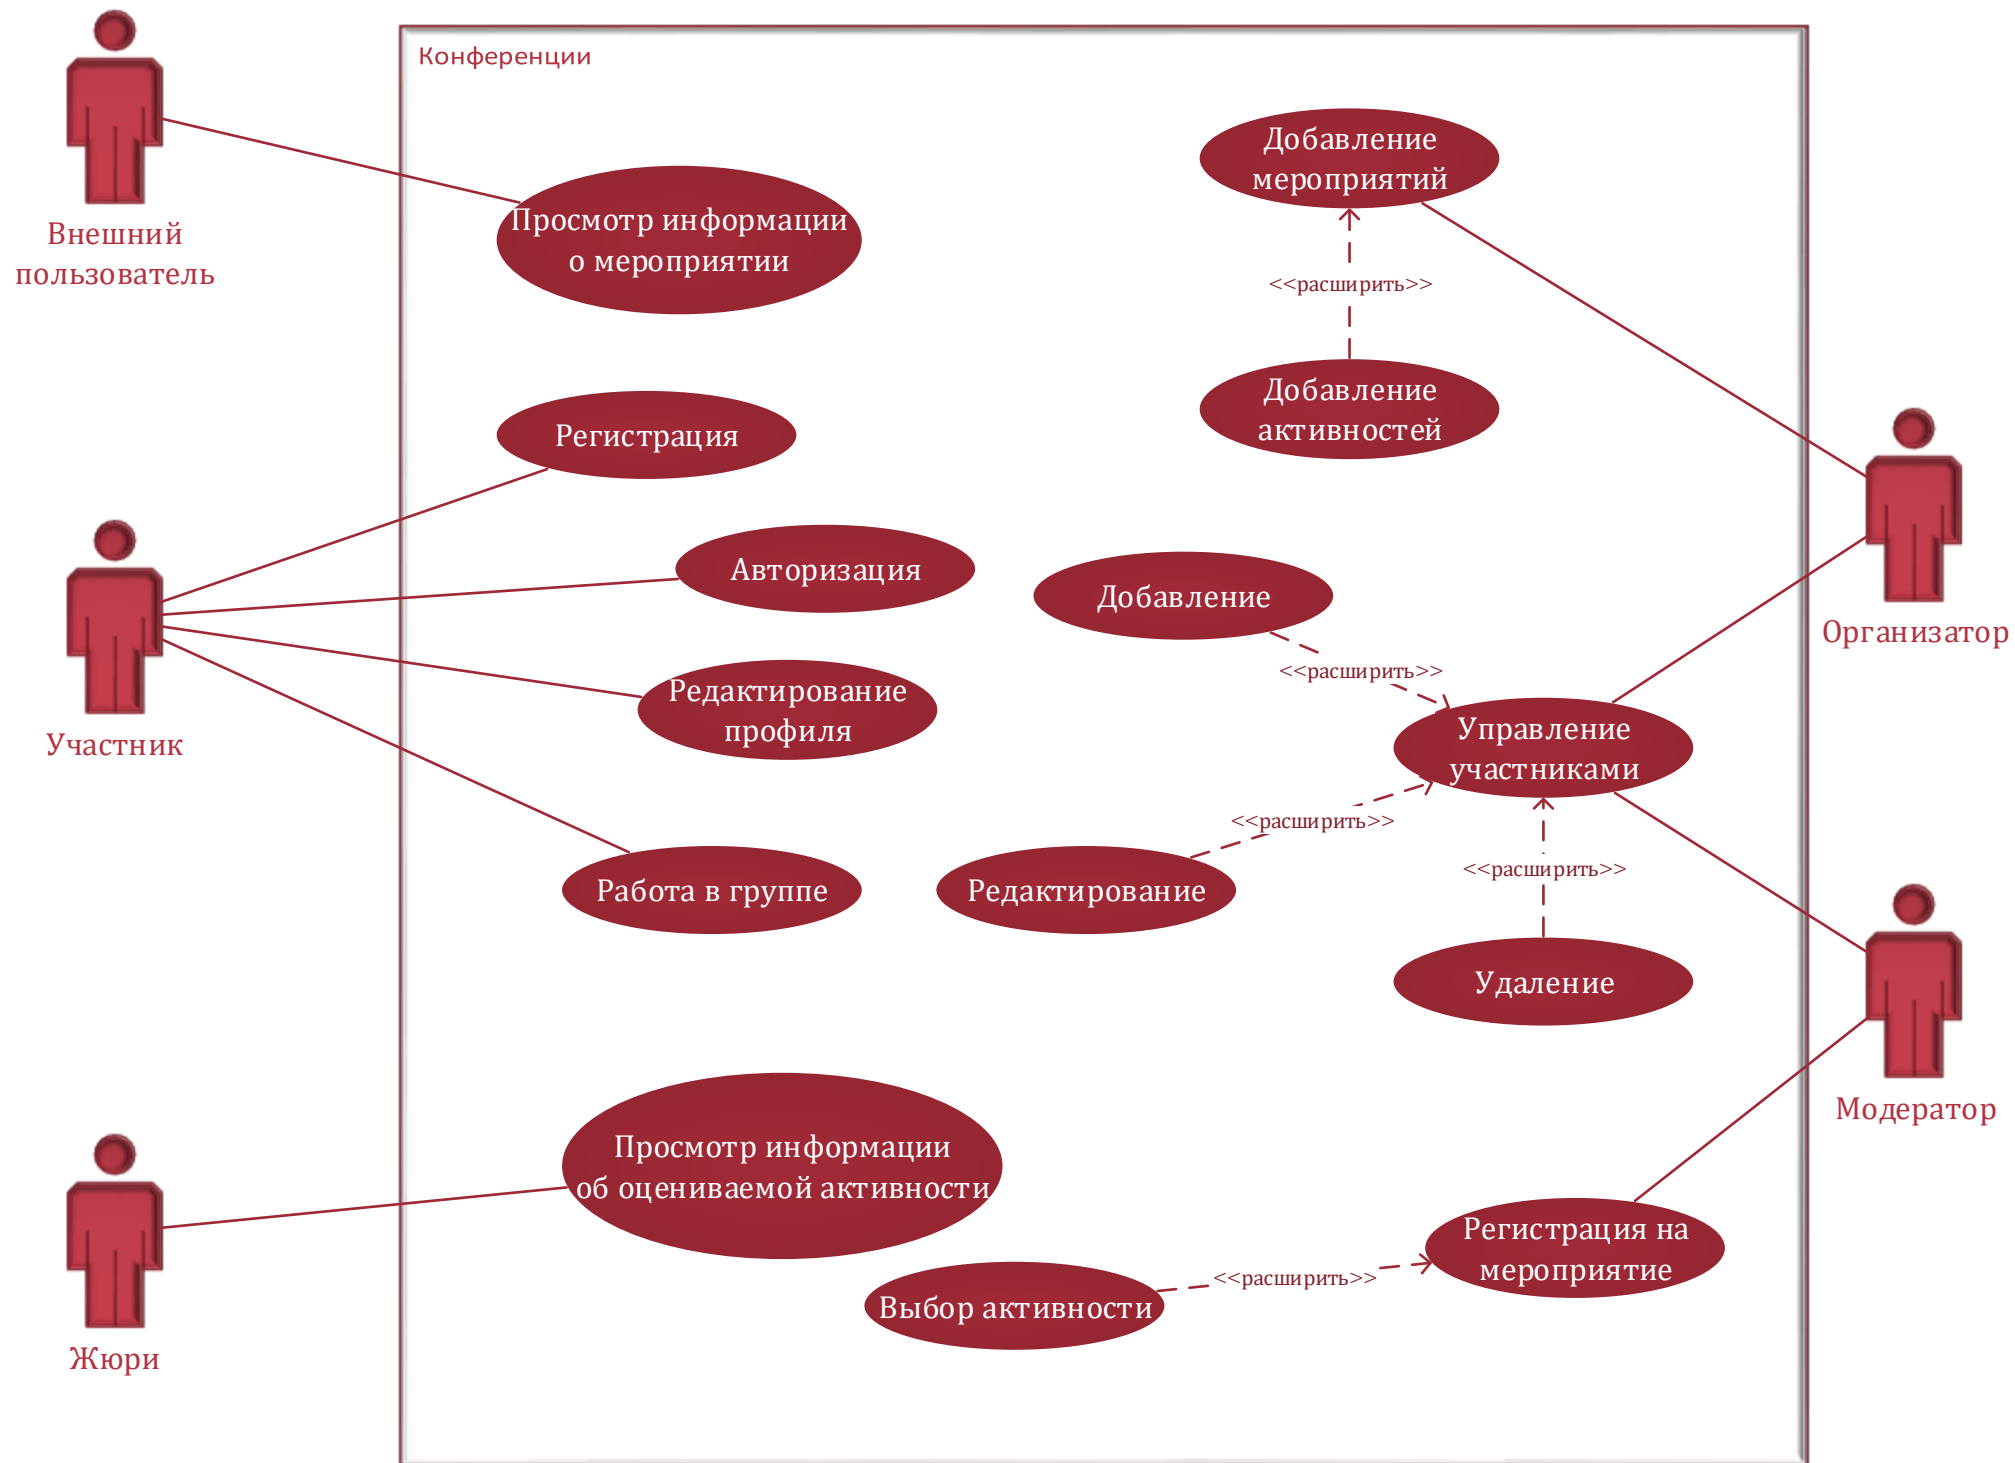 Конференции
Внешний
пользователь
Просмотр информации
о мероприятии
Добавление
мероприятий
<<расширить>>
Добавление
активностей
Регистрация
Авторизация
Добавление
Организатор
<<расширить>>
Участник
Редактирование
профиля
Управление
участниками
<<расширить>>
<<расширить>>
Работа в группе
Редактирование
Удаление
Модератор
Просмотр информации
об оцениваемой активности
Регистрация на
мероприятие
<<расширить>>
Выбор активности
Жюри